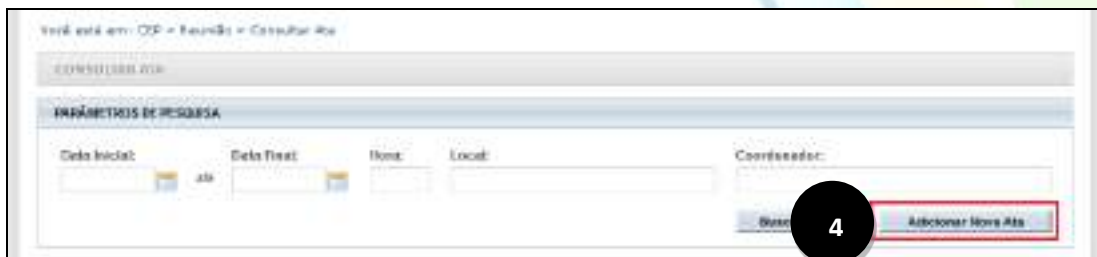 Você está em: CEP > Reunião > Consultar Ata
CONSULTAR ATA
PARÂMETROS DE PESQUISA
Data Inicial: Data Final: Hora: Local: Coordenador:
até
4 Adicionar Nova Ata